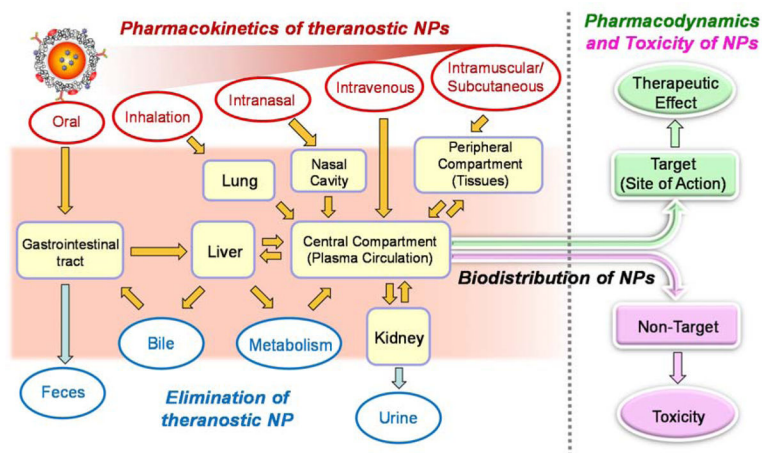 Pharmacokinetics of theranostic NPs
Pharmacodynamics
and Toxicity of NPs
Oral
Inhalation
Intranasal
Intravenous
Intramuscular/
Subcutaneous
Therapeutic
Effect
Lung
Nasal
Cavity
Peripheral
Compartment
(Tissues)
Target
(Site of Action)
Gastrointestinal
tract
Liver
Central Compartment
(Plasma Circulation)
Biodistribution of NPs
Bile
Metabolism
Kidney
Non-Target
Feces
Elimination of
theranostic NP
Urine
Toxicity